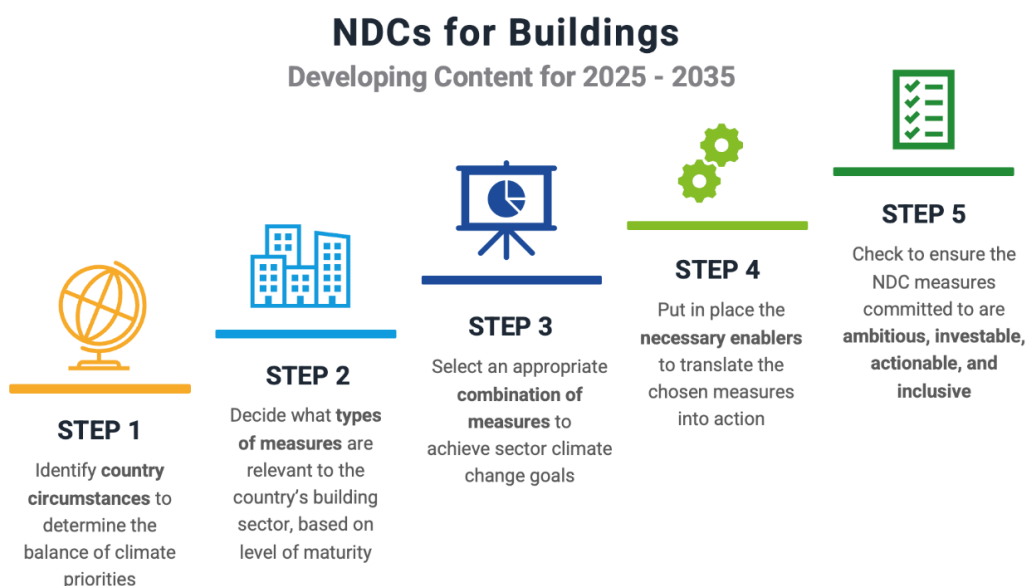 NDCs for Buildings
Developing Content for 2025 - 2035
STEP 1
Identify country
circumstances to
determine the
balance of climate
priorities
STEP 2
Decide what types
of measures are
relevant to the
country’s building
sector, based on
level of maturity
STEP 3
Select an appropriate
combination of
measures to
achieve sector climate
change goals
STEP 4
Put in place the
necessary enablers
to translate the
chosen measures
into action
STEP 5
Check to ensure the
NDC measures
committed to are
ambitious, investable,
actionable, and
inclusive